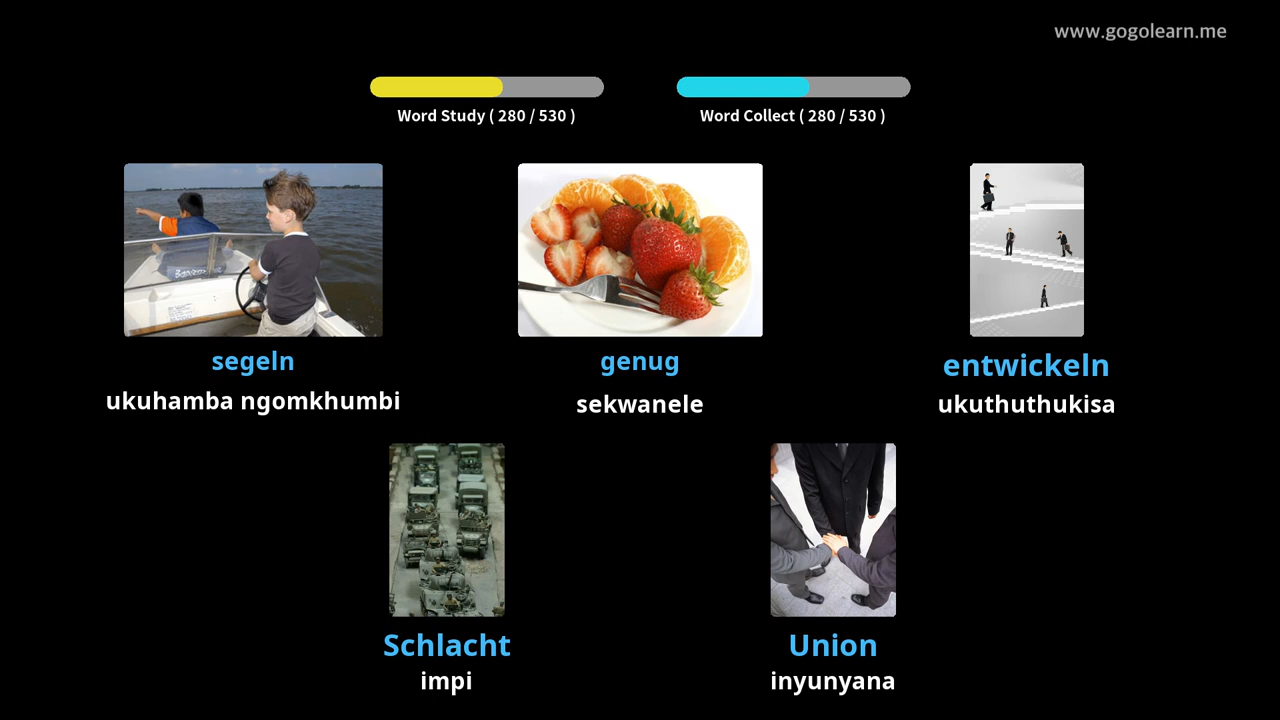 www.gogolearn.me
Word Study ( 280 / 530 )
Word Collect ( 280 / 530 )
segeln
ukuhamba ngomkhumbi
genug
sekwanele
entwickeln
ukuthuthukisa
Schlacht
impi
Union
inyunyana